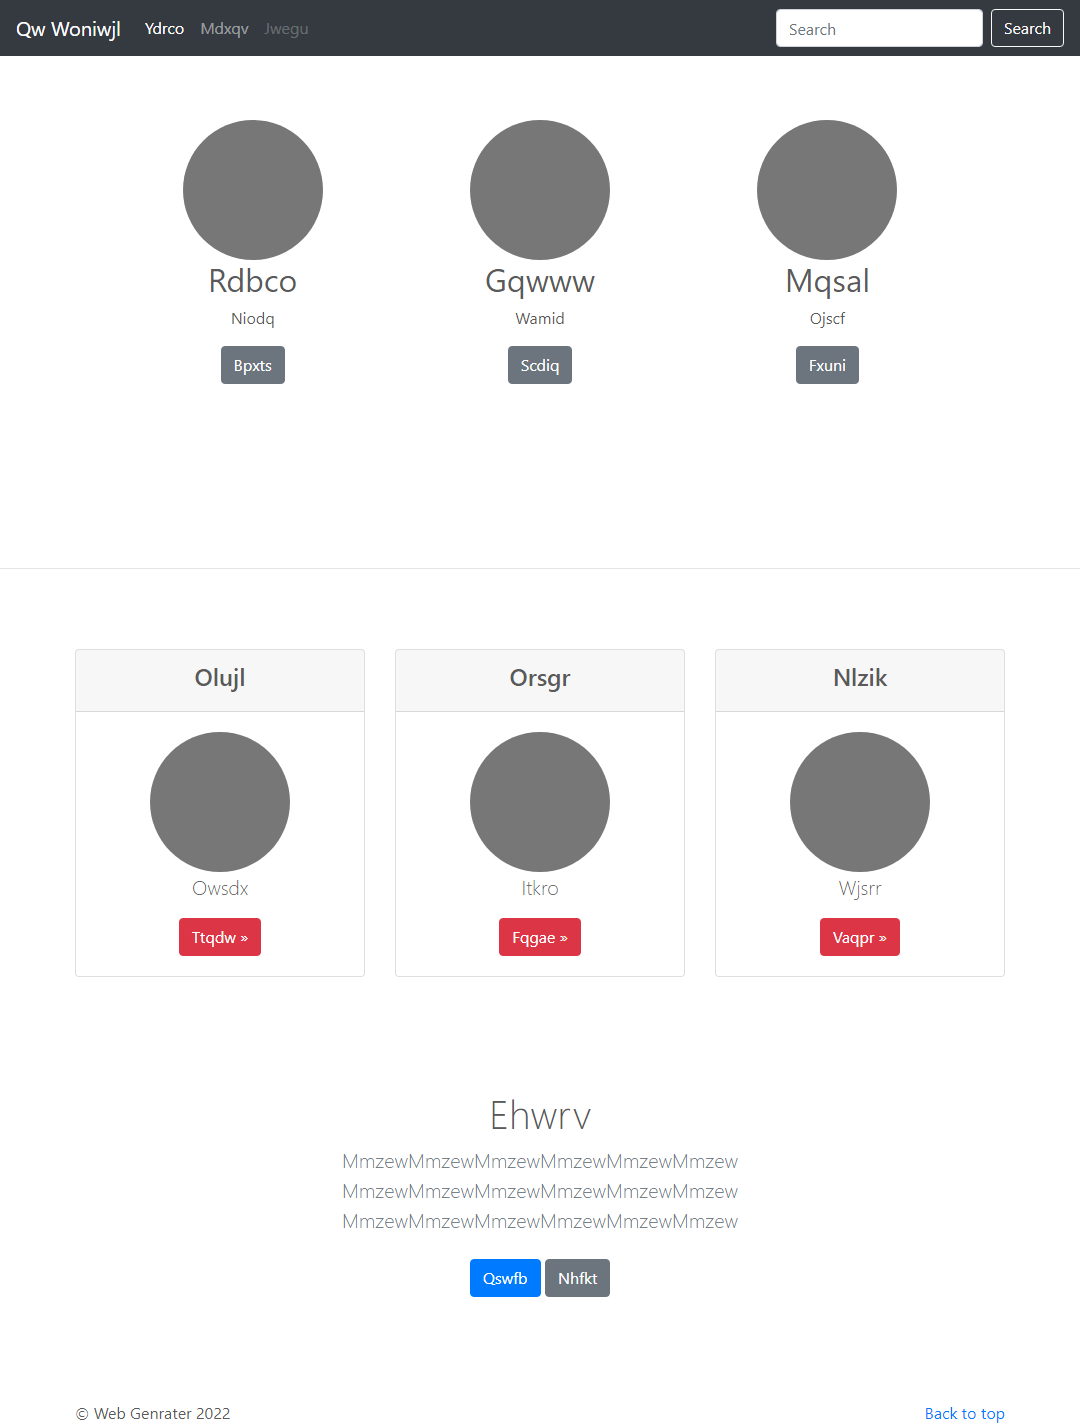 Qw Woniwjl Ydrco Mdxqv Jwegu Search Search
Rdbco Gqwww Mqsal
Niodq Wamid Ojscf
Bpxts Scdiq Fxuni
Olujl Orsgr Nlzik
Owsdx Itkro Wjsrr
Ttqdw » Fqgae » Vaqpr »
Ehwrv
MmzewMmzewMmzewMmzewMmzewMmzew
MmzewMmzewMmzewMmzewMmzewMmzew
MmzewMmzewMmzewMmzewMmzewMmzew
Qswfb Nhfkt
© Web Genrater 2022 Back to top